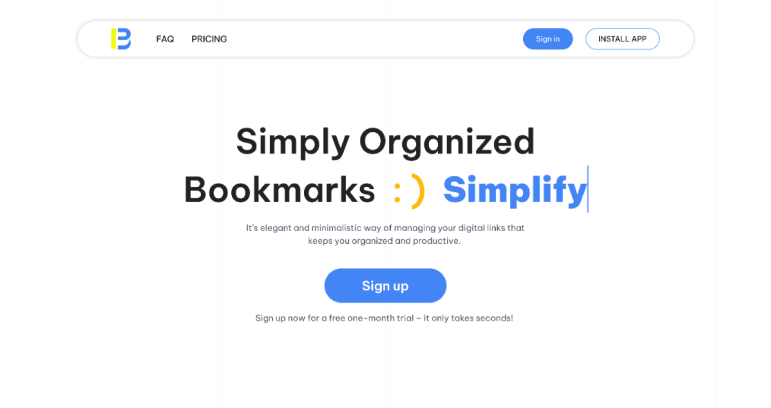 B FAQ PRICING Sign in INSTALL APP
Simply Organized
Bookmarks :) Simplify
It's elegant and minimalistic way of managing your digital links that
keeps you organized and productive.
Sign up
Sign up now for a free one-month trial – it only takes seconds!